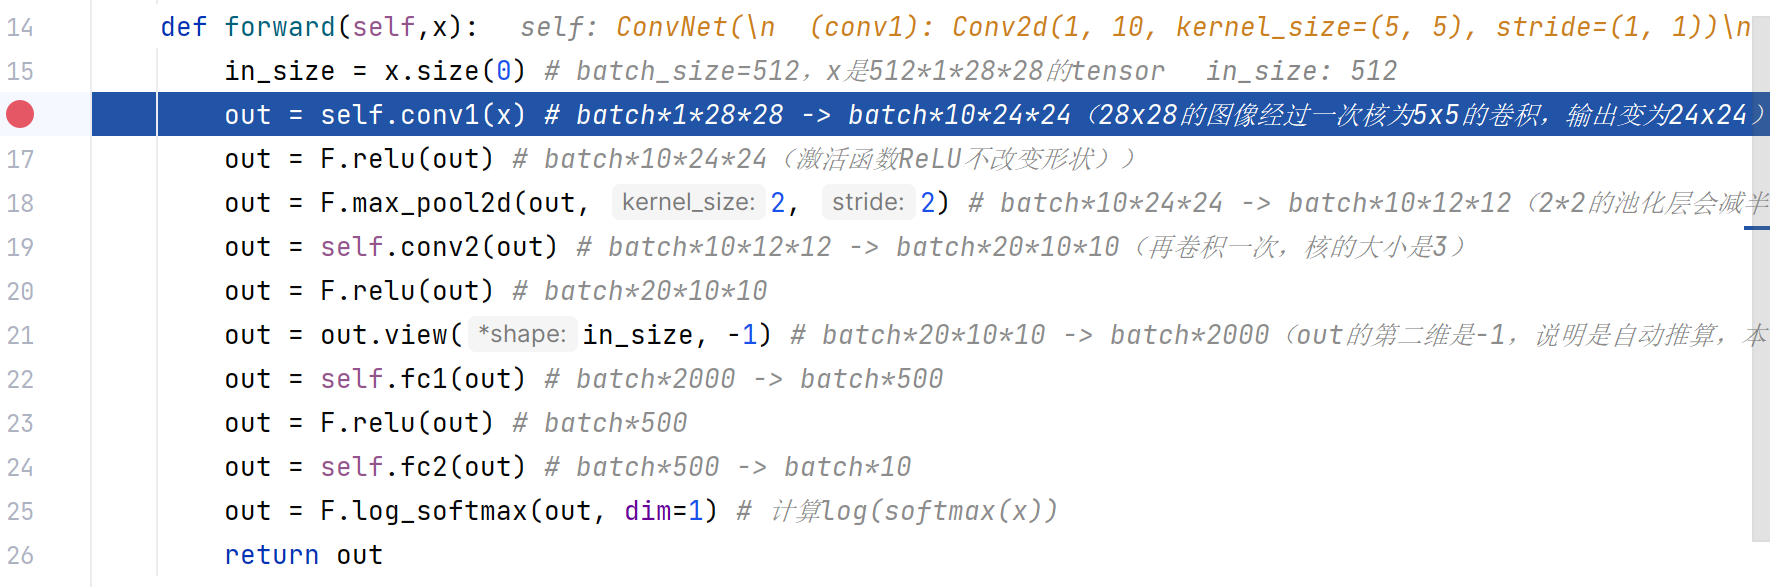 14 def forward(self,x): self: ConvNet(\n (conv1): Conv2d(1, 10, kernel_size=(5, 5), stride=(1, 1))\n
15 in_size = x.size(0) # batch_size=512，x是512*1*28*28的tensor in_size: 512
out = self.conv1(x) # batch*1*28*28 -> batch*10*24*24（28x28的图像经过一次核为5x5的卷积，输出变为24x24）
17 out = F.relu(out) # batch*10*24*24（激活函数ReLU不改变形状））
18 out = F.max_pool2d(out, kernel_size: 2, stride: 2) # batch*10*24*24 -> batch*10*12*12（2*2的池化层会减半
19 out = self.conv2(out) # batch*10*12*12 -> batch*20*10*10（再卷积一次，核的大小是3）
20 out = F.relu(out) # batch*20*10*10
21 out = out.view(*shape: in_size, -1) # batch*20*10*10 -> batch*2000（out的第二维是-1，说明是自动推算，本
22 out = self.fc1(out) # batch*2000 -> batch*500
23 out = F.relu(out) # batch*500
24 out = self.fc2(out) # batch*500 -> batch*10
25 out = F.log_softmax(out, dim=1) # 计算log(softmax(x))
26 return out